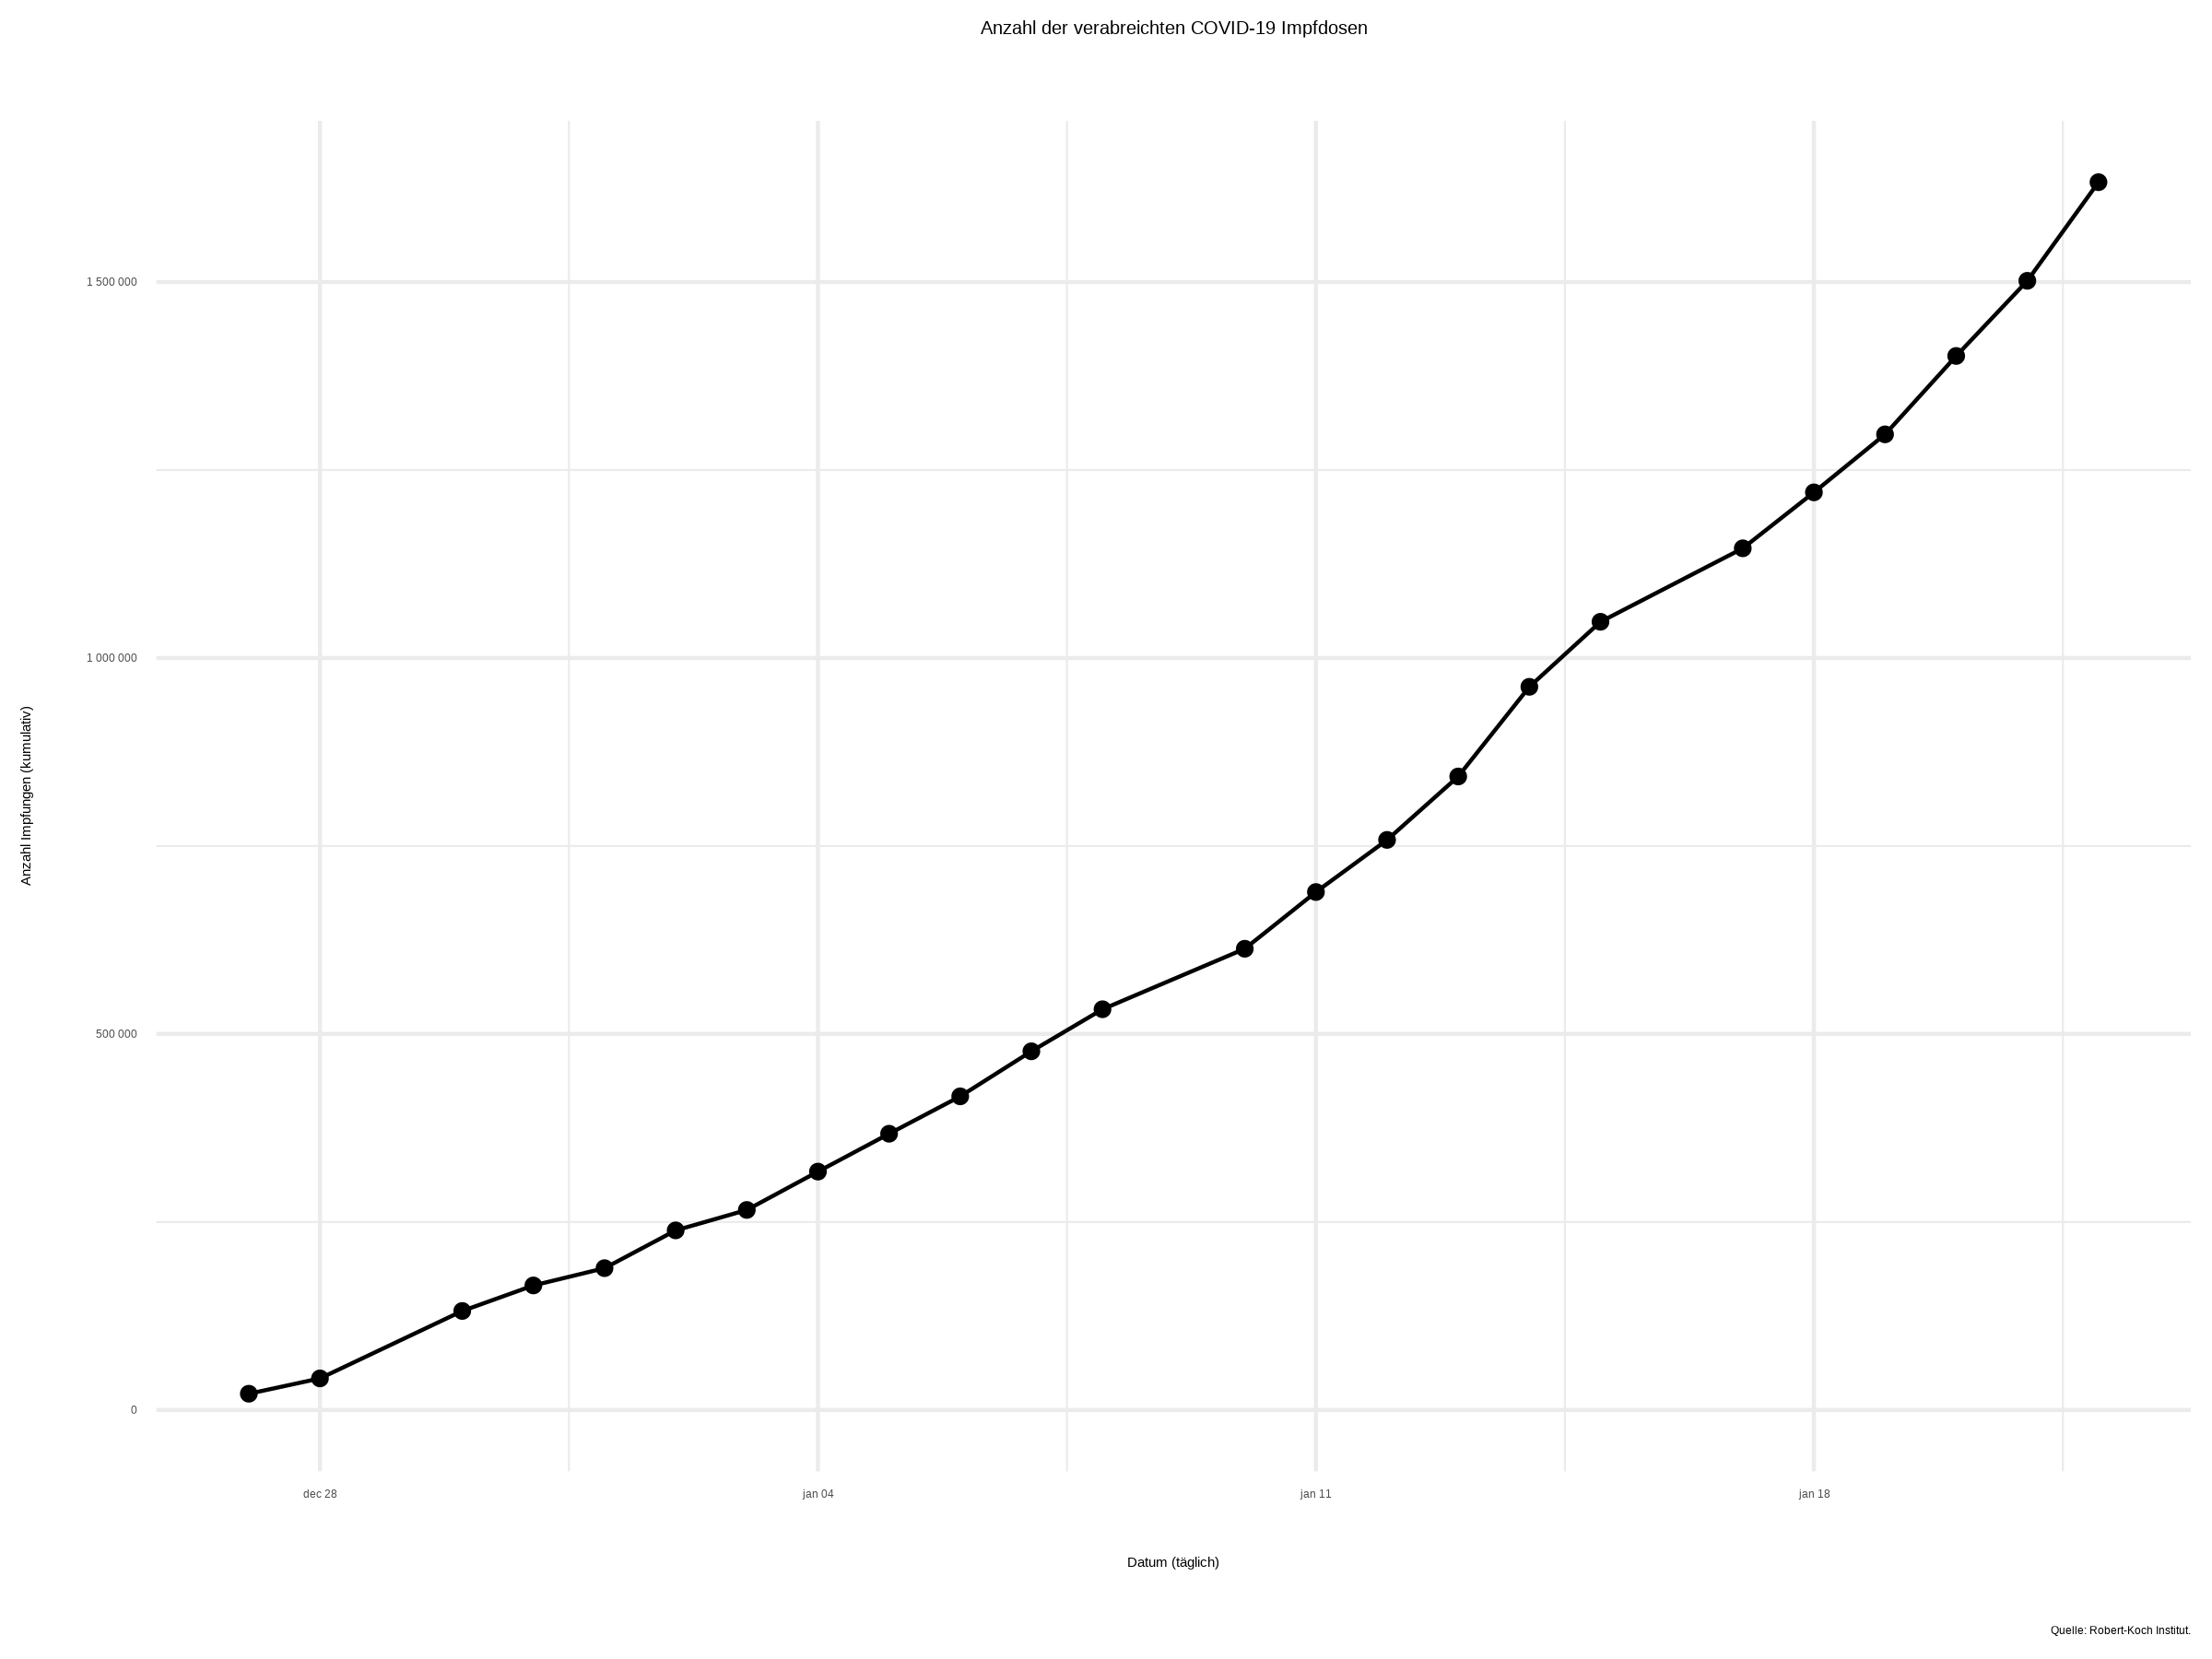 Anzahl der verabreichten COVID-19 Impfdosen
1 500 000
1 000 000
500 000
0
Anzahl Impfungen (kumulativ)
dec 28
jan 04
jan 11
jan 18
Datum (täglich)
Quelle: Robert-Koch Institut.